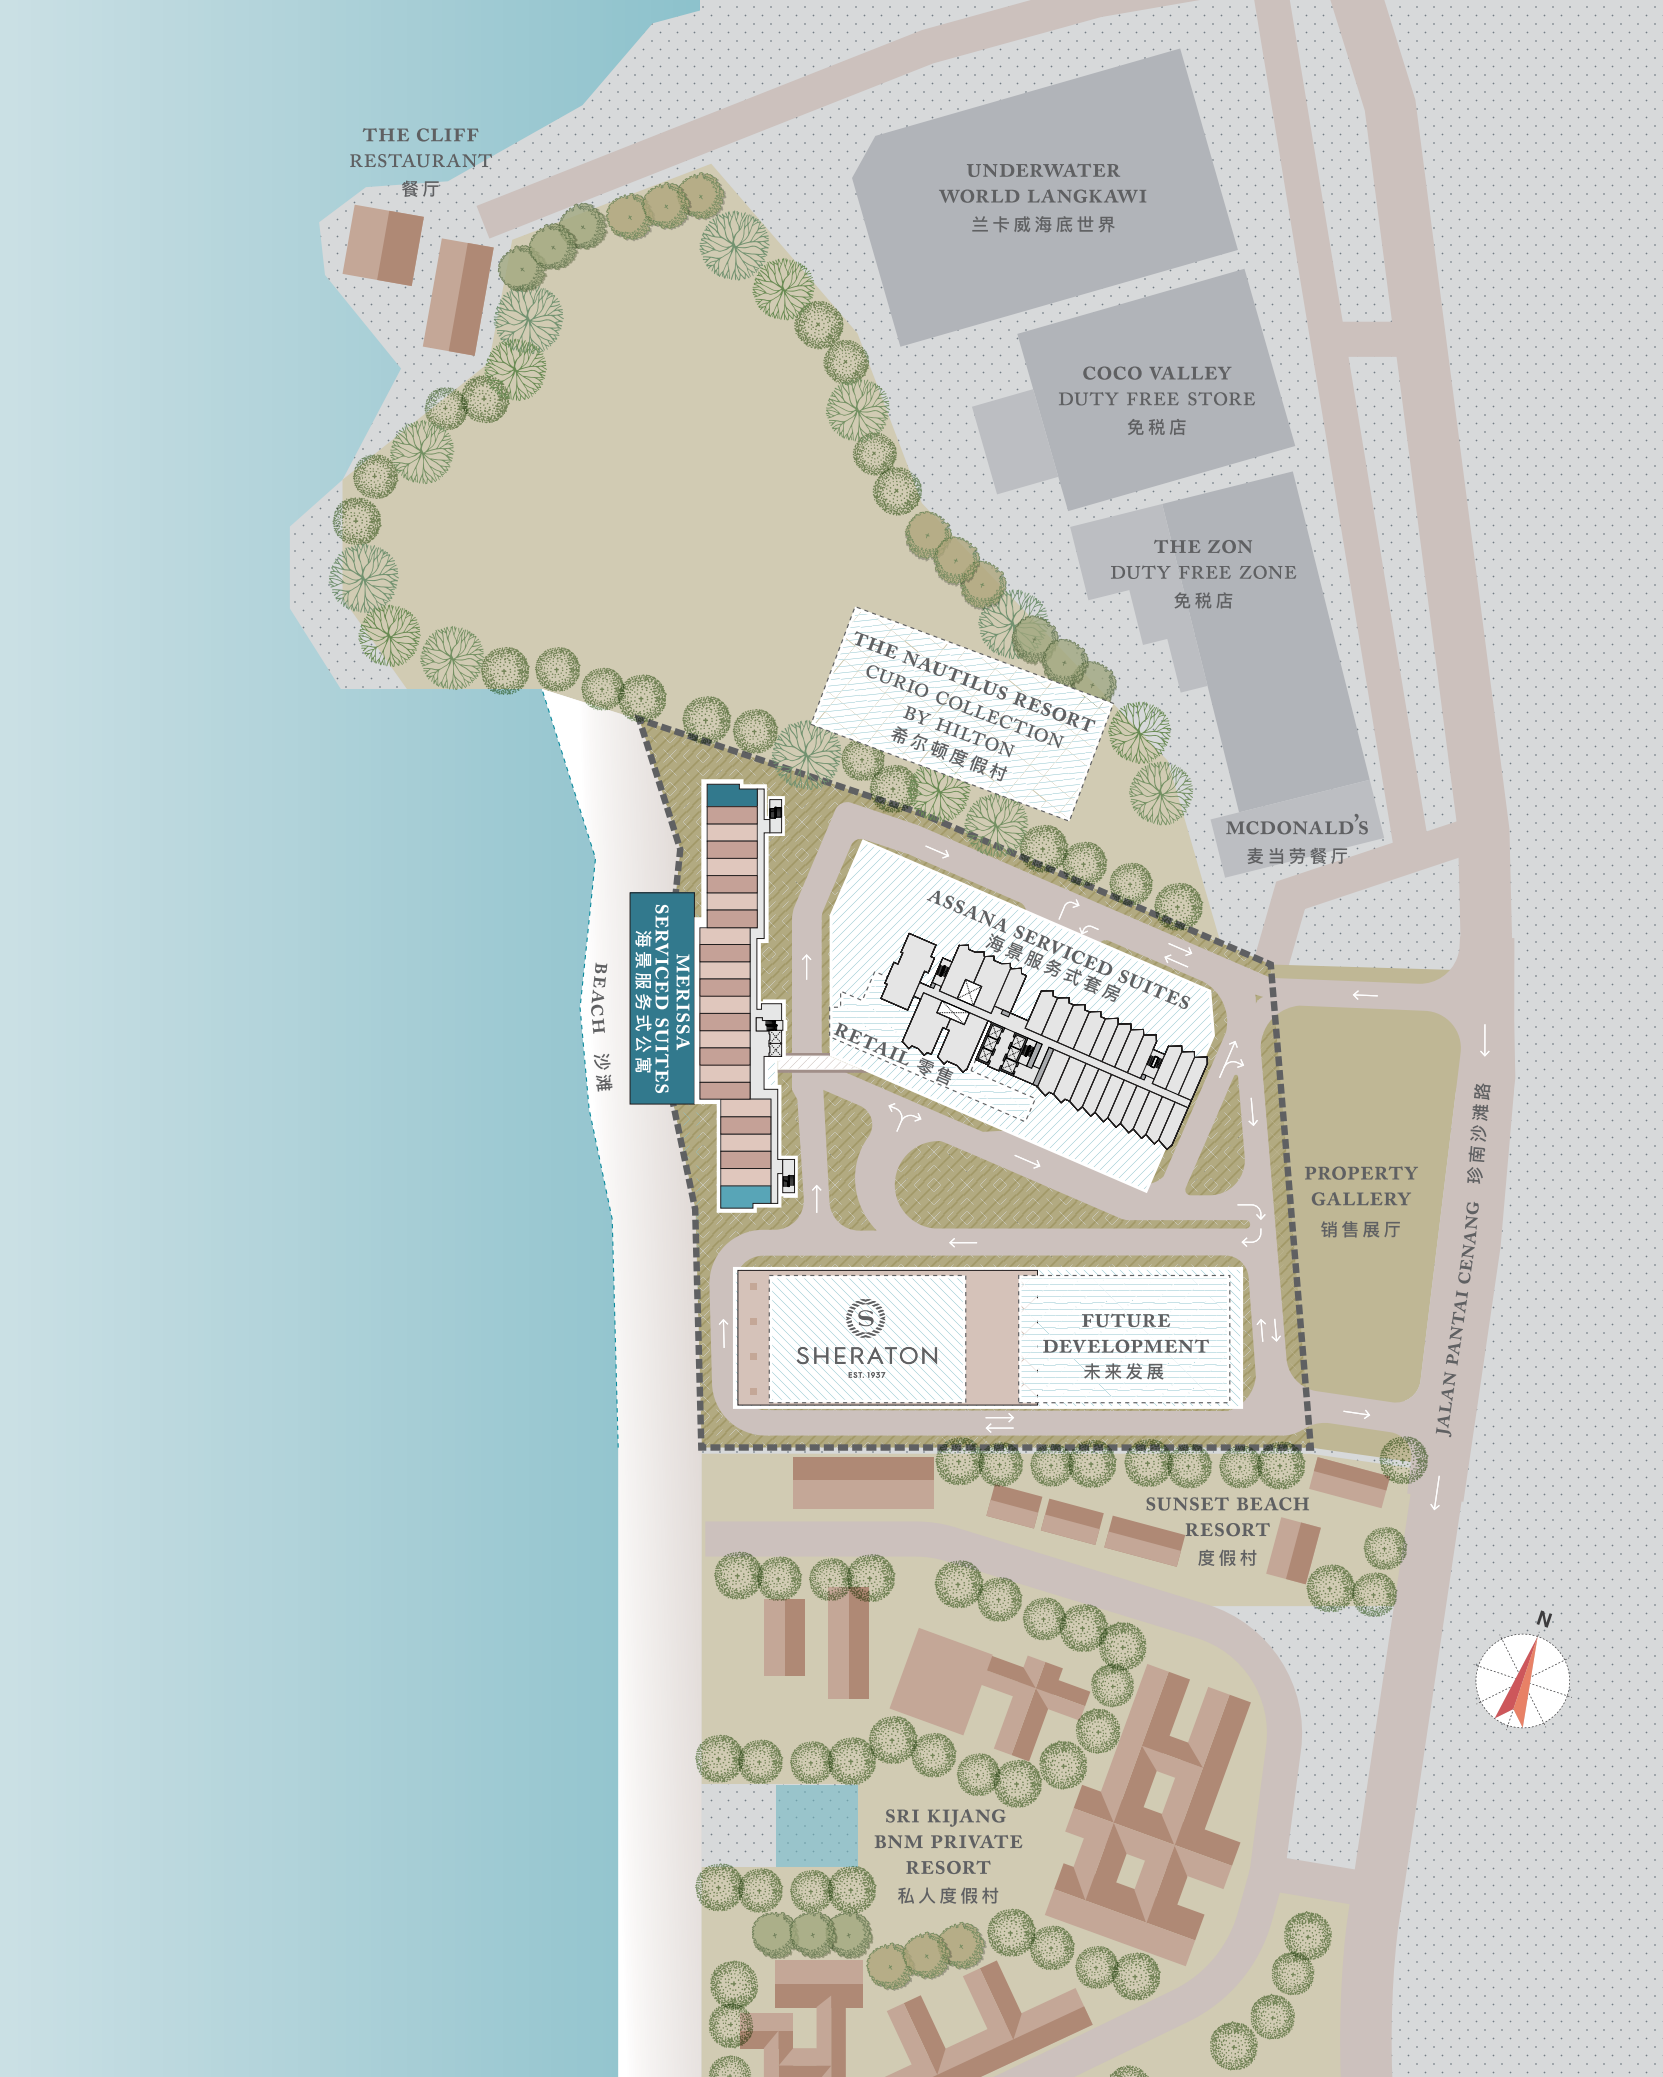 THE CLIFF
RESTAURANT
餐厅
UNDERWATER
WORLD LANGKAWI
兰卡威海底世界
COCO VALLEY
DUTY FREE STORE
免税店
THE ZON
DUTY FREE ZONE
免税店
THE NAUTILUS RESORT
CURIO COLLECTION
BY HILTON
希尔顿度假村
MCDONALD'S
麦当劳餐厅
ASSANA SERVICED SUITES
海景服务式套房
RETAIL 零售
MERISSA
SERVICED SUITES
海景服务式公寓
BEACH 沙滩
PROPERTY
GALLERY
销售展厅
JALAN PANTAI CENANG 珍南沙滩路
S
SHERATON
EST. 1937
FUTURE
DEVELOPMENT
未来发展
SUNSET BEACH
RESORT
度假村
N
SRI KIJANG
BNM PRIVATE
RESORT
私人度假村